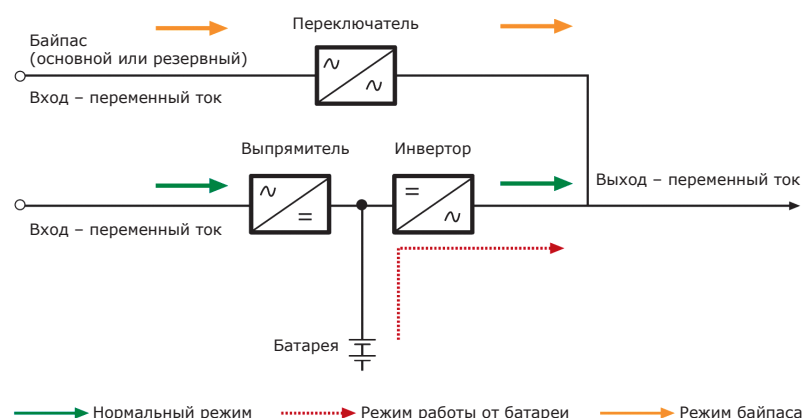 Переключатель
Байпас
(основной или резервный)
Вход – переменный ток
Выпрямитель
Инвертор
Выход – переменный ток
Вход – переменный ток
Батарея
Нормальный режим
Режим работы от батареи
Режим байпаса